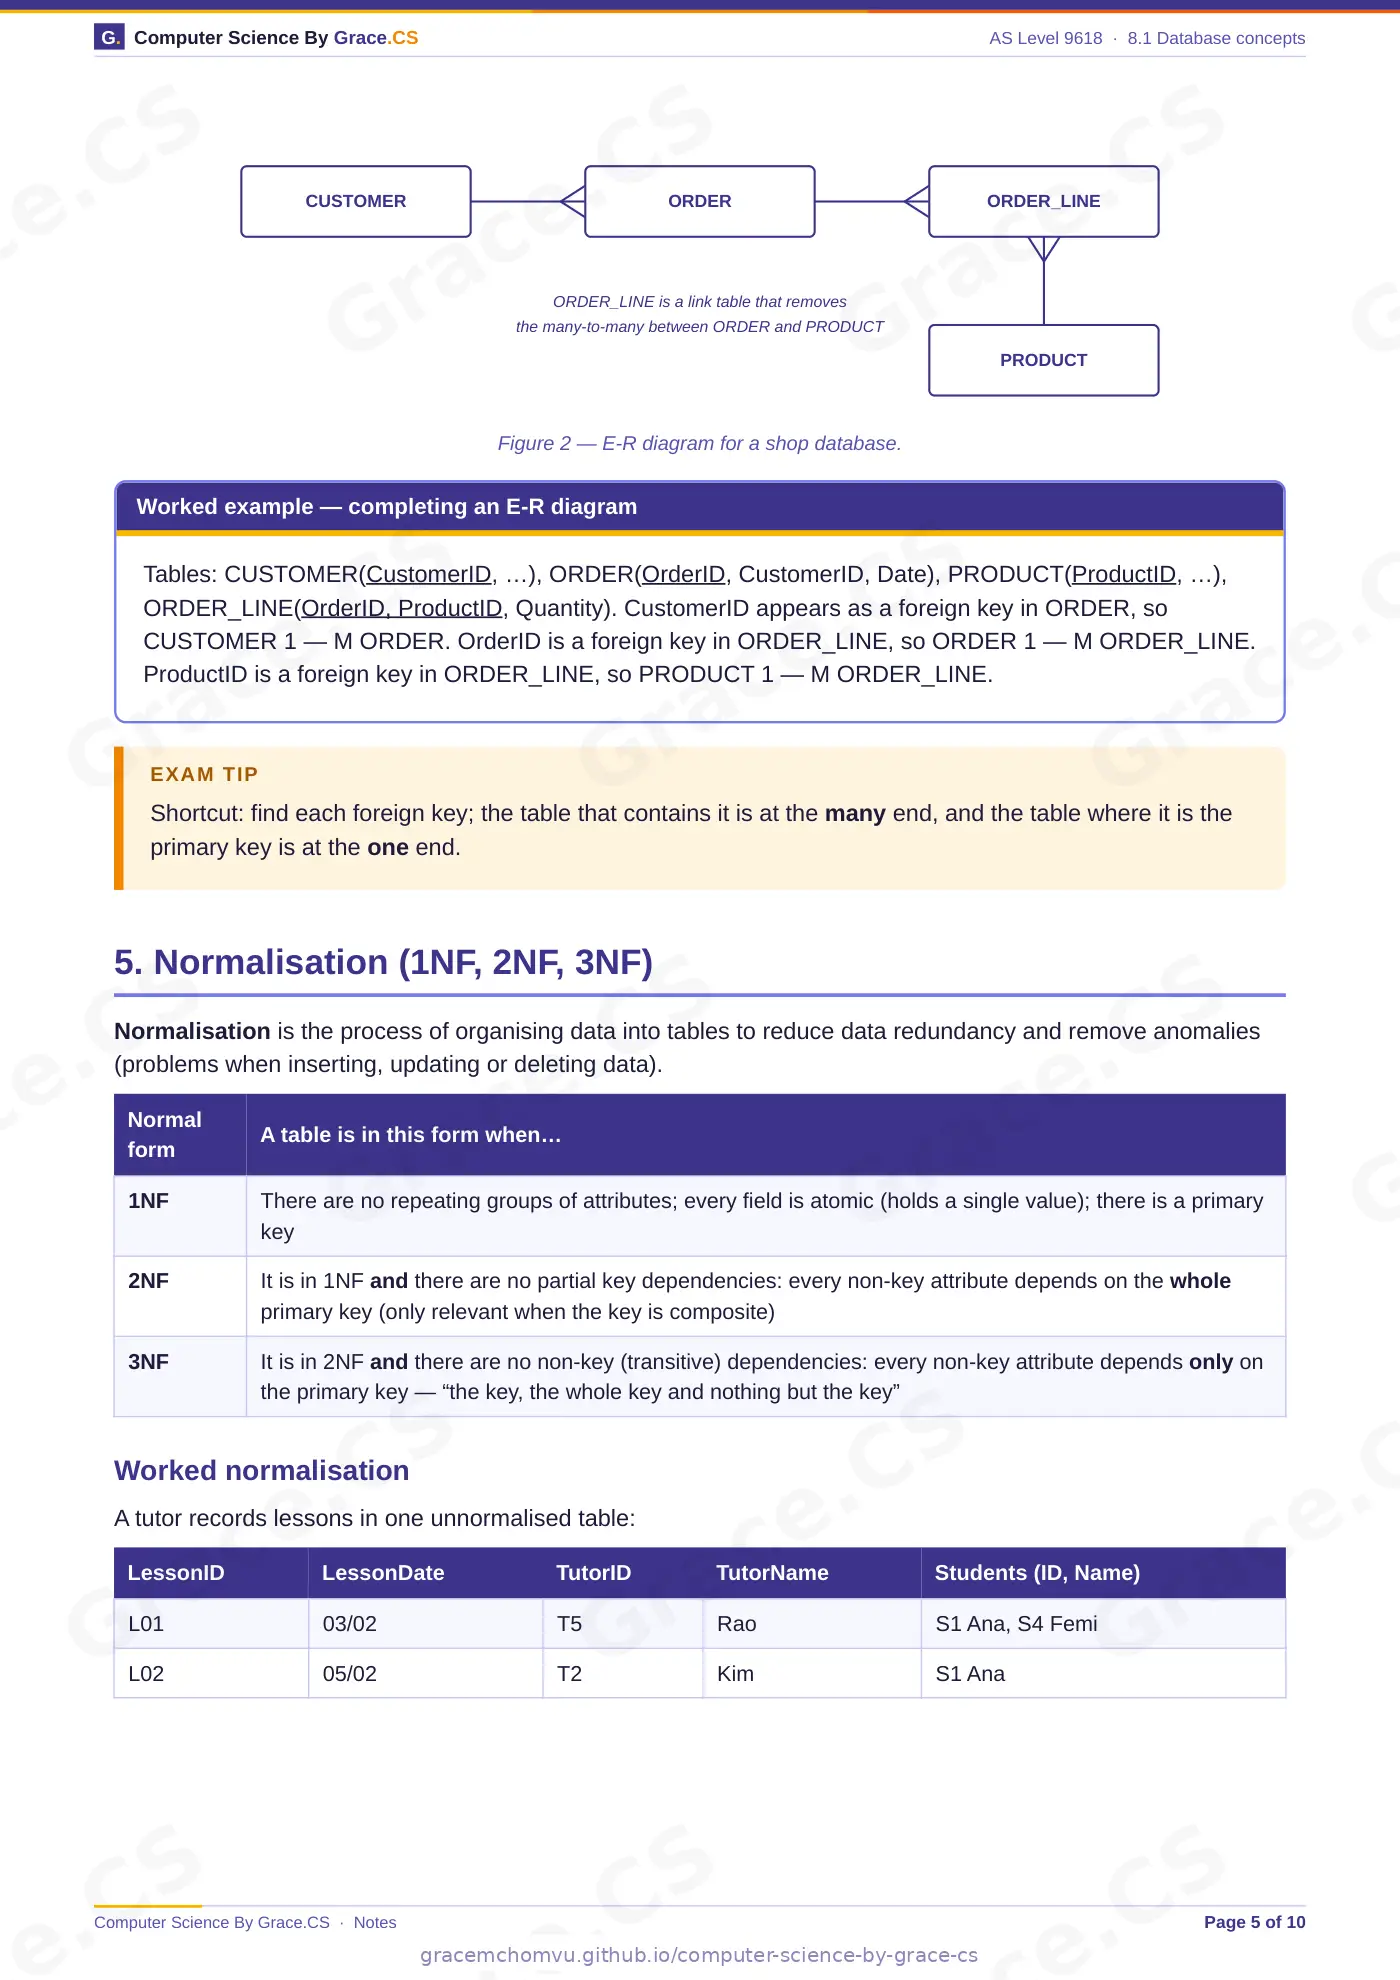 G. Computer Science By Grace.CS
AS Level 9618 · 8.1 Database concepts
CUSTOMER
ORDER
ORDER_LINE
ORDER_LINE is a link table that removes
the many-to-many between ORDER and PRODUCT
PRODUCT
Figure 2 — E-R diagram for a shop database.
Worked example — completing an E-R diagram
Tables: CUSTOMER(CustomerID, …), ORDER(OrderID, CustomerID, Date), PRODUCT(ProductID, …),
ORDER_LINE(OrderID, ProductID, Quantity). CustomerID appears as a foreign key in ORDER, so
CUSTOMER 1 — M ORDER. OrderID is a foreign key in ORDER_LINE, so ORDER 1 — M ORDER_LINE.
ProductID is a foreign key in ORDER_LINE, so PRODUCT 1 — M ORDER_LINE.
EXAM TIP
Shortcut: find each foreign key; the table that contains it is at the many end, and the table where it is the
primary key is at the one end.
5. Normalisation (1NF, 2NF, 3NF)
Normalisation is the process of organising data into tables to reduce data redundancy and remove anomalies
(problems when inserting, updating or deleting data).
Normal
form
A table is in this form when…
1NF
There are no repeating groups of attributes; every field is atomic (holds a single value); there is a primary
key
2NF
It is in 1NF and there are no partial key dependencies: every non-key attribute depends on the whole
primary key (only relevant when the key is composite)
3NF
It is in 2NF and there are no non-key (transitive) dependencies: every non-key attribute depends only on
the primary key — “the key, the whole key and nothing but the key”
Worked normalisation
A tutor records lessons in one unnormalised table:
LessonID LessonDate TutorID TutorName Students (ID, Name)
L01 03/02 T5 Rao S1 Ana, S4 Femi
L02 05/02 T2 Kim S1 Ana
Computer Science By Grace.CS · Notes
Page 5 of 10
gracemchomvu.github.io/computer-science-by-grace-cs